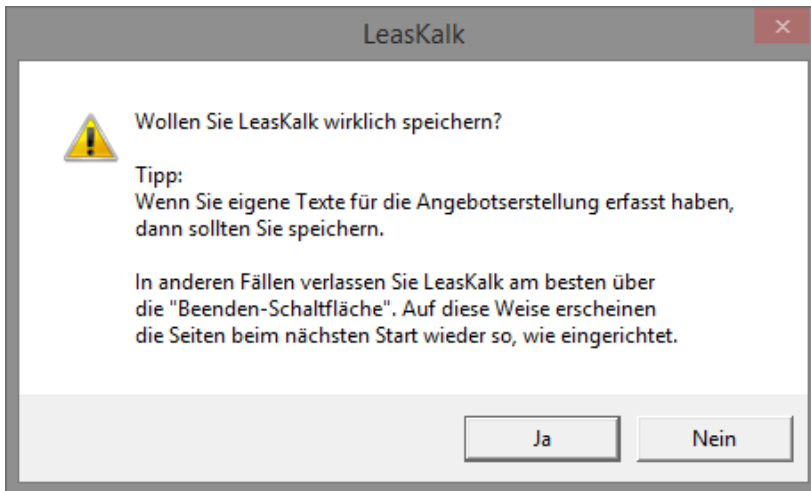 LeasKalk
Wollen Sie LeasKalk wirklich speichern?
Tipp:
Wenn Sie eigene Texte für die Angebotserstellung erfasst haben,
dann sollten Sie speichern.
In anderen Fällen verlassen Sie LeasKalk am besten über
die "Beenden-Schaltfläche". Auf diese Weise erscheinen
die Seiten beim nächsten Start wieder so, wie eingerichtet.
Ja
Nein